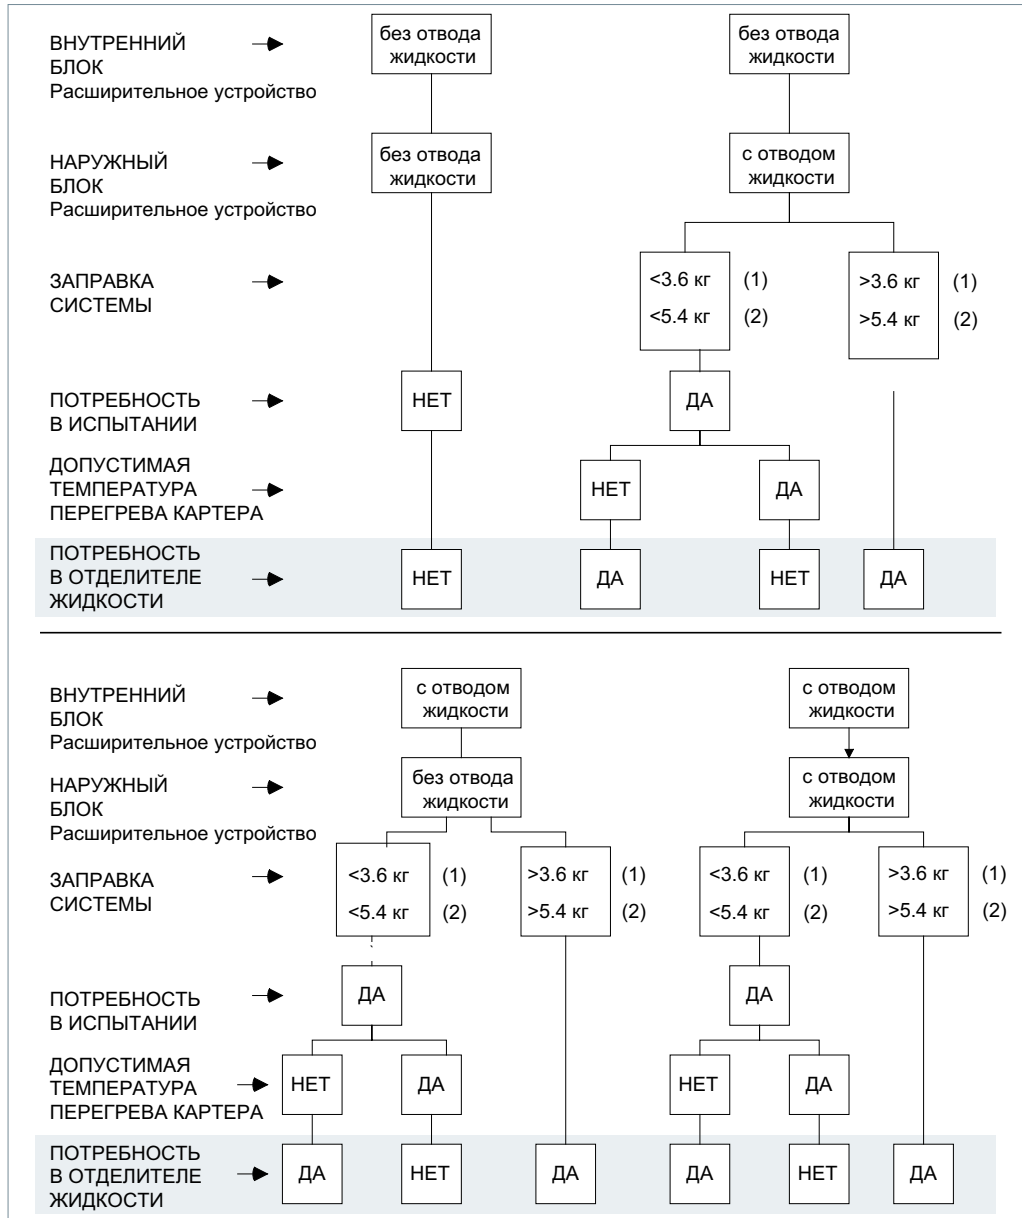 ВНУТРЕННИЙ
БЛОК
Расширительное устройство
без отвода
жидкости
без отвода
жидкости
НАРУЖНЫЙ
БЛОК
Расширительное устройство
без отвода
жидкости
с отводом
жидкости
ЗАПРАВКА
СИСТЕМЫ
<3.6 кг (1)
<5.4 кг (2)
>3.6 кг (1)
>5.4 кг (2)
ПОТРЕБНОСТЬ
В ИСПЫТАНИИ
НЕТ
ДА
ДОПУСТИМАЯ
ТЕМПЕРАТУРА
ПЕРЕГРЕВА КАРТЕРА
НЕТ
ДА
ПОТРЕБНОСТЬ
В ОТДЕЛИТЕЛЕ
ЖИДКОСТИ
НЕТ
ДА
НЕТ
ДА
ВНУТРЕННИЙ
БЛОК
Расширительное устройство
с отводом
жидкости
с отводом
жидкости
НАРУЖНЫЙ
БЛОК
Расширительное устройство
без отвода
жидкости
с отводом
жидкости
ЗАПРАВКА
СИСТЕМЫ
<3.6 кг (1)
<5.4 кг (2)
>3.6 кг (1)
>5.4 кг (2)
<3.6 кг (1)
<5.4 кг (2)
>3.6 кг (1)
>5.4 кг (2)
ПОТРЕБНОСТЬ
В ИСПЫТАНИИ
ДА
ДА
ДОПУСТИМАЯ
ТЕМПЕРАТУРА
ПЕРЕГРЕВА КАРТЕРА
НЕТ
ДА
НЕТ
ДА
ПОТРЕБНОСТЬ
В ОТДЕЛИТЕЛЕ
ЖИДКОСТИ
ДА
НЕТ
ДА
ДА
НЕТ
ДА